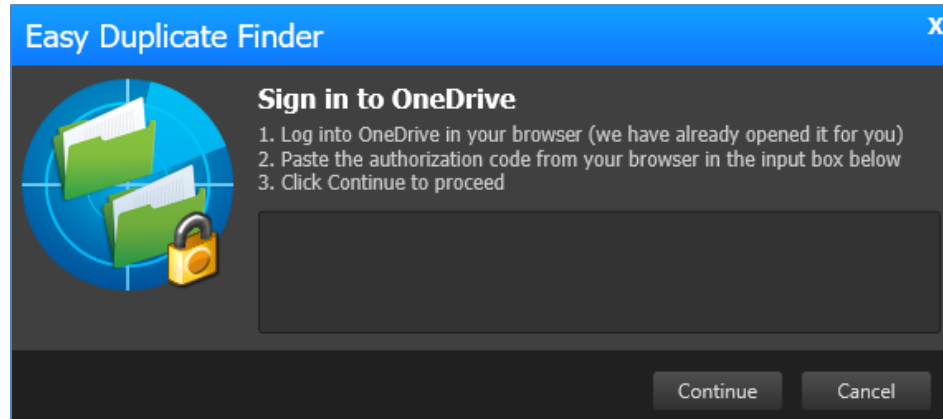 Easy Duplicate Finder
X
Sign in to OneDrive
1. Log into OneDrive in your browser (we have already opened it for you)
2. Paste the authorization code from your browser in the input box below
3. Click Continue to proceed
Continue Cancel